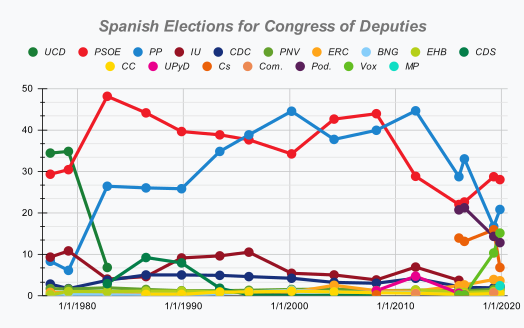 Spanish Elections for Congress of Deputies
UCD PSOE PP IU CDC PNV ERC BNG EHB CDS
CC UPyD Cs Com. Pod. Vox MP
50
40
30
20
10
0
1/1/1980 1/1/1990 1/1/2000 1/1/2010 1/1/2020